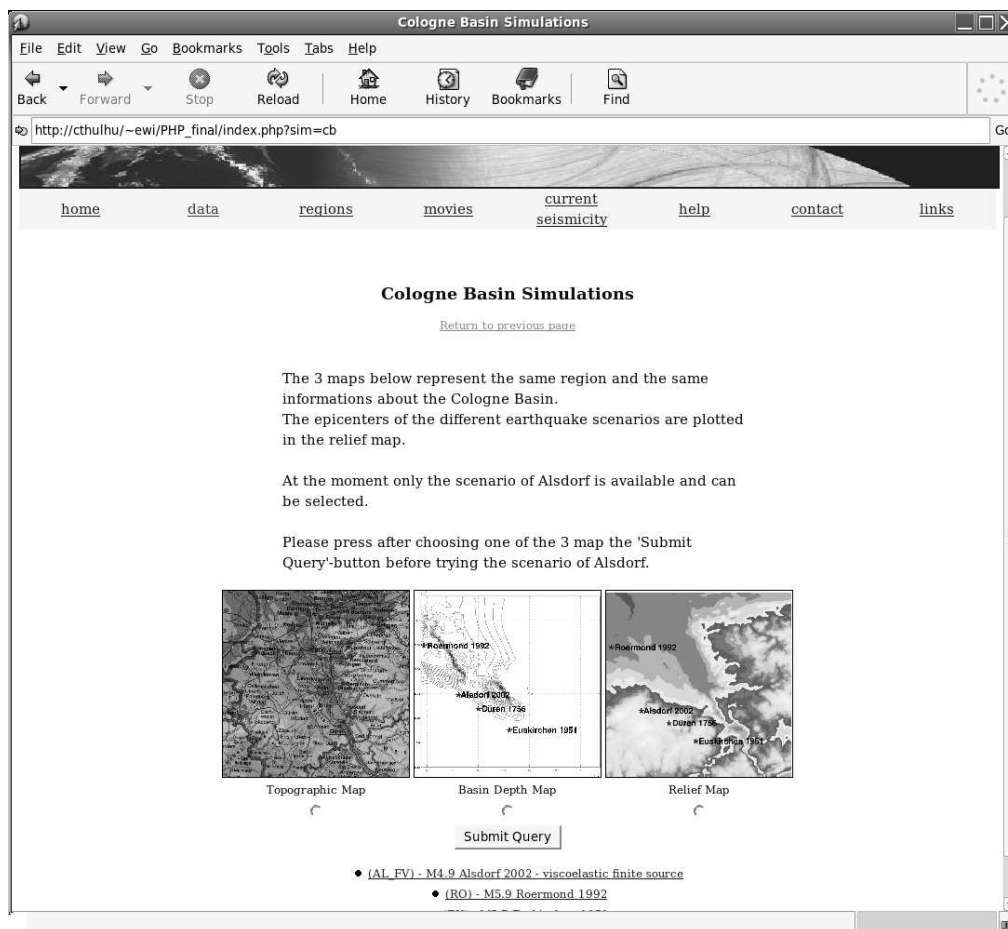 Cologne Basin Simulations
File Edit View Go Bookmarks Tools Tabs Help
Back Forward Stop Reload Home History Bookmarks Find
http://cthulhu/~ewi/PHP_final/index.php?sim=cb
home data regions movies current seismicity help contact links
Cologne Basin Simulations
Return to previous page
The 3 maps below represent the same region and the same
informations about the Cologne Basin.
The epicenters of the different earthquake scenarios are plotted
in the relief map.
At the moment only the scenario of Alsdorf is available and can
be selected.
Please press after choosing one of the 3 map the 'Submit
Query'-button before trying the scenario of Alsdorf.
*Roermond 1992
*Alsdorf 2002
*Düren 1756
*Euskirchen 1951
*Roermond 1992
*Alsdorf 2002
*Düren 1756
*Euskirchen 1951
Topographic Map Basin Depth Map Relief Map
Submit Query
(AL_FV) - M4.9 Alsdorf 2002 - viscoelastic finite source
(RO) - M5.9 Roermond 1992